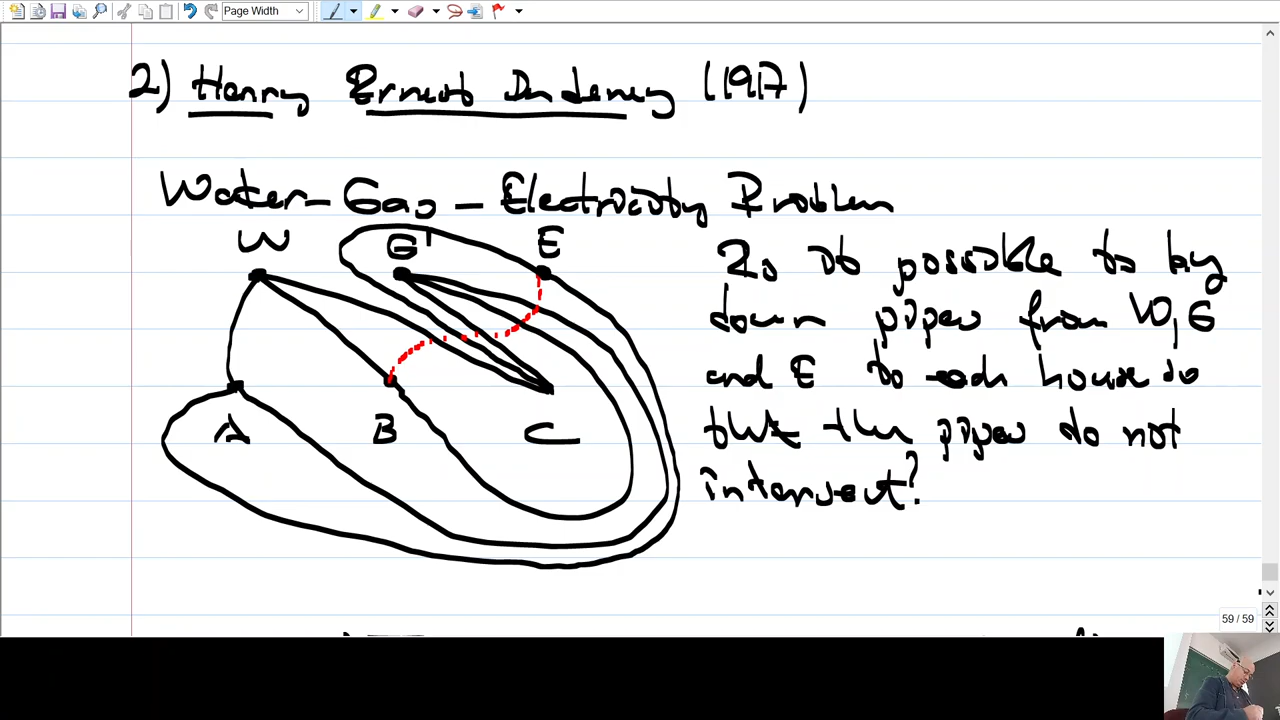 Page Width
2) Henry Ernest Dudeney (1917)
Water-Gas-Electricity Problem
W G E
Is it possible to lay
down pipes from W, G
and E to each house so
that the pipes do not
intersect?
A B C
59 / 59